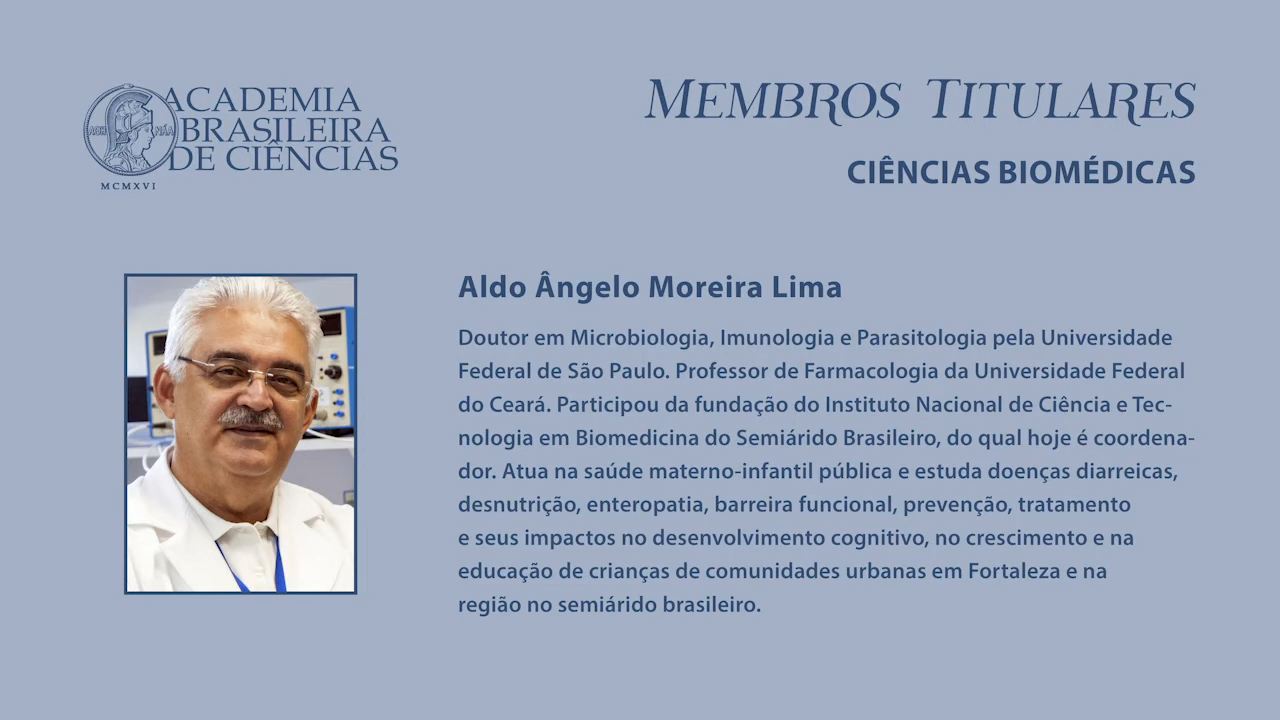 ACADEMIA
BRASILEIRA
DE CIÊNCIAS
MCMXVI
MEMBROS TITULARES
CIÊNCIAS BIOMÉDICAS
Aldo Ângelo Moreira Lima
Doutor em Microbiologia, Imunologia e Parasitologia pela Universidade
Federal de São Paulo. Professor de Farmacologia da Universidade Federal
do Ceará. Participou da fundação do Instituto Nacional de Ciência e Tec-
nologia em Biomedicina do Semiárido Brasileiro, do qual hoje é coordena-
dor. Atua na saúde materno-infantil pública e estuda doenças diarreicas,
desnutrição, enteropatia, barreira funcional, prevenção, tratamento
e seus impactos no desenvolvimento cognitivo, no crescimento e na
educação de crianças de comunidades urbanas em Fortaleza e na
região no semiárido brasileiro.